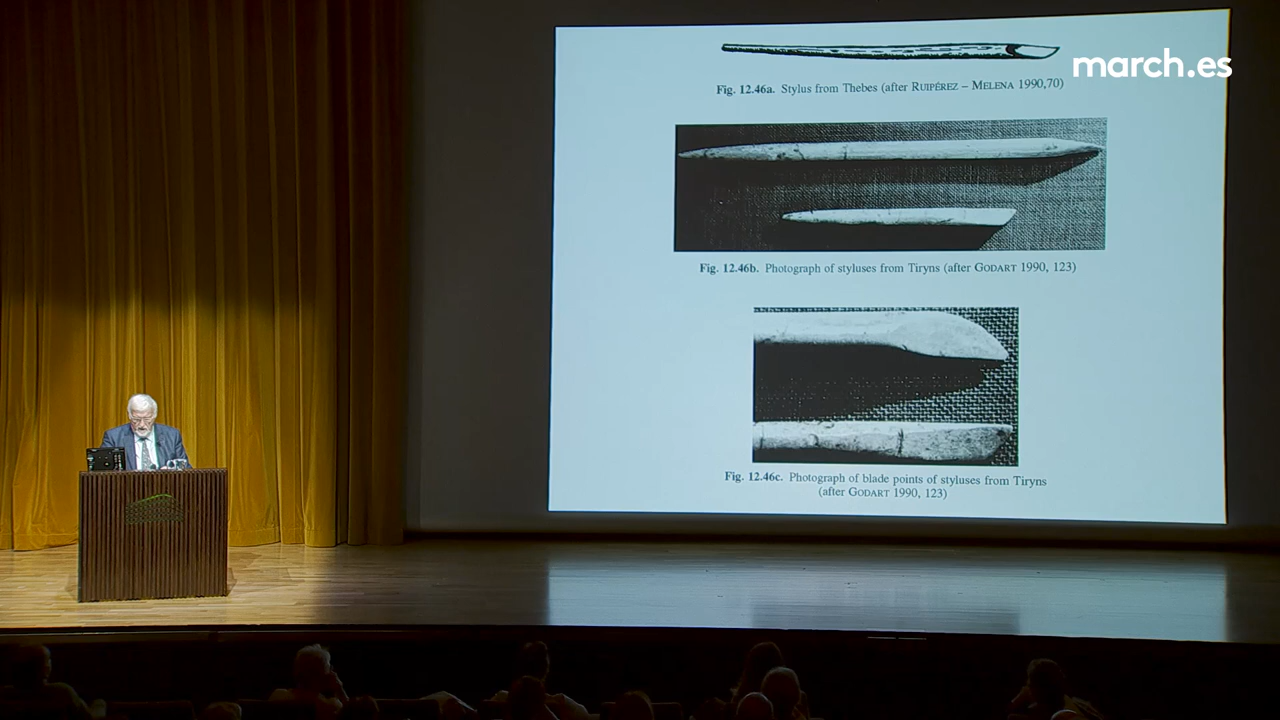 march.es
Fig. 12.46a. Stylus from Thebes (after RUIPÉREZ – MELENA 1990,70)
Fig. 12.46b. Photograph of styluses from Tiryns (after GODART 1990, 123)
Fig. 12.46c. Photograph of blade points of styluses from Tiryns
(after GODART 1990, 123)